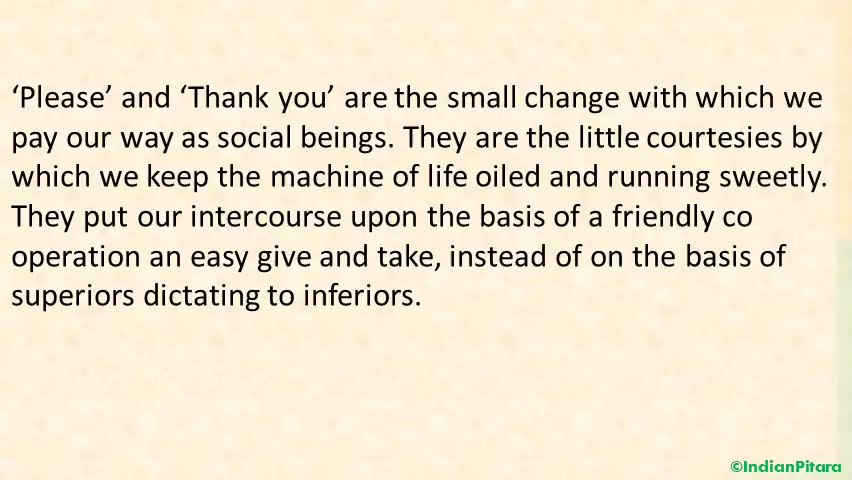 ‘Please’ and ‘Thank you’ are the small change with which we
pay our way as social beings. They are the little courtesies by
which we keep the machine of life oiled and running sweetly.
They put our intercourse upon the basis of a friendly co
operation an easy give and take, instead of on the basis of
superiors dictating to inferiors.
©IndianPitara